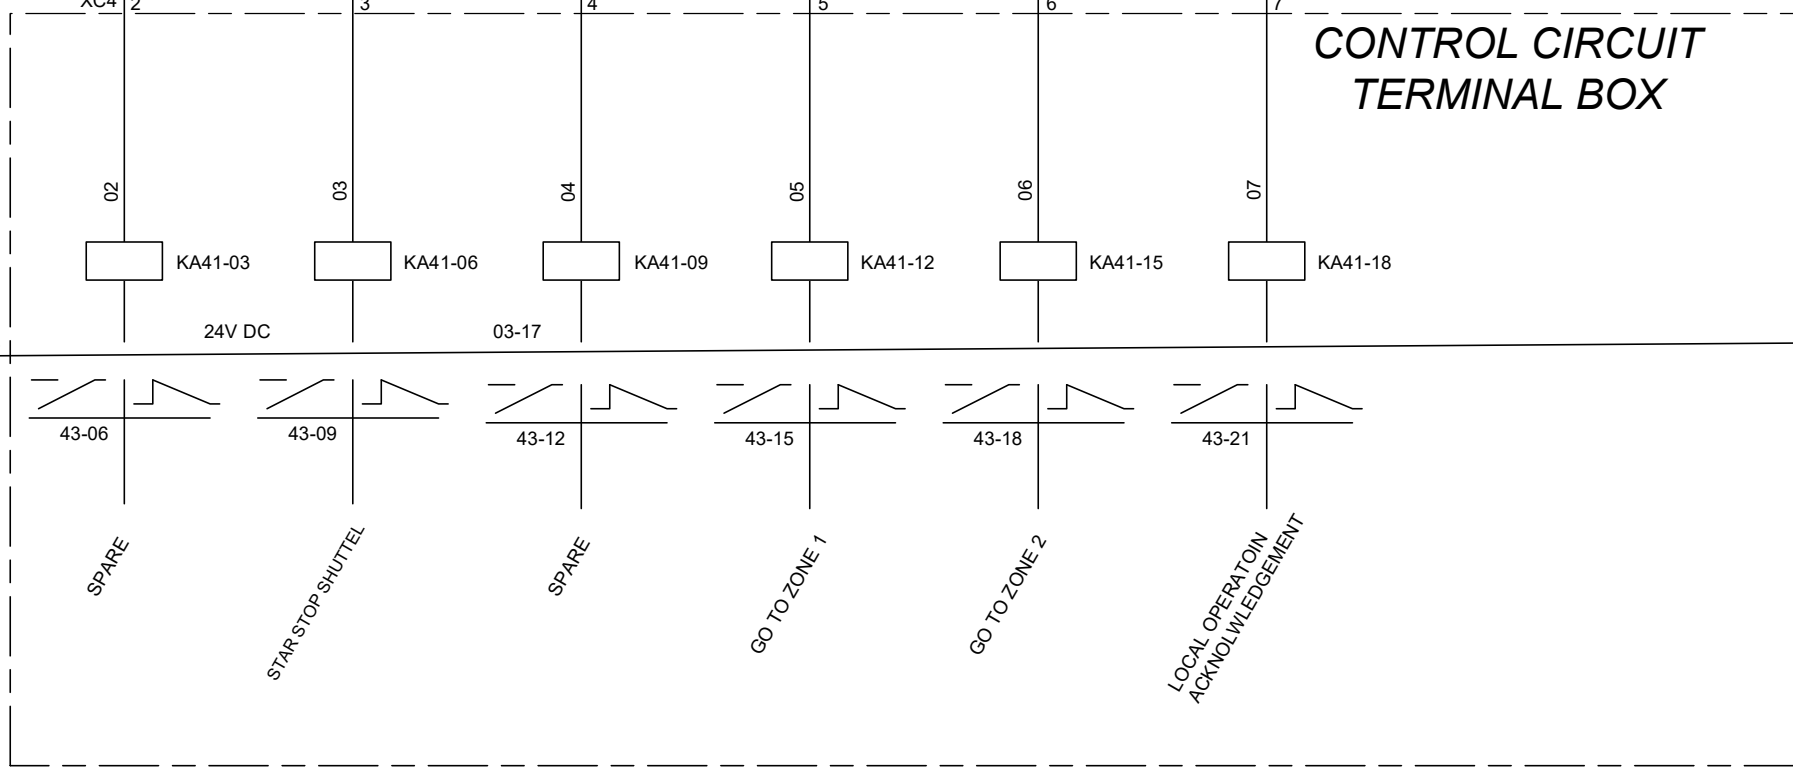 XC4 2 3 4 5 6 7
CONTROL CIRCUIT
TERMINAL BOX
02 03 04 05 06 07
KA41-03 KA41-06 KA41-09 KA41-12 KA41-15 KA41-18
24V DC 03-17
43-06 43-09 43-12 43-15 43-18 43-21
SPARE
STAR STOP SHUTTEL
SPARE
GO TO ZONE 1
GO TO ZONE 2
LOCAL OPERATOIN
ACKNOLWLEDGEMENT